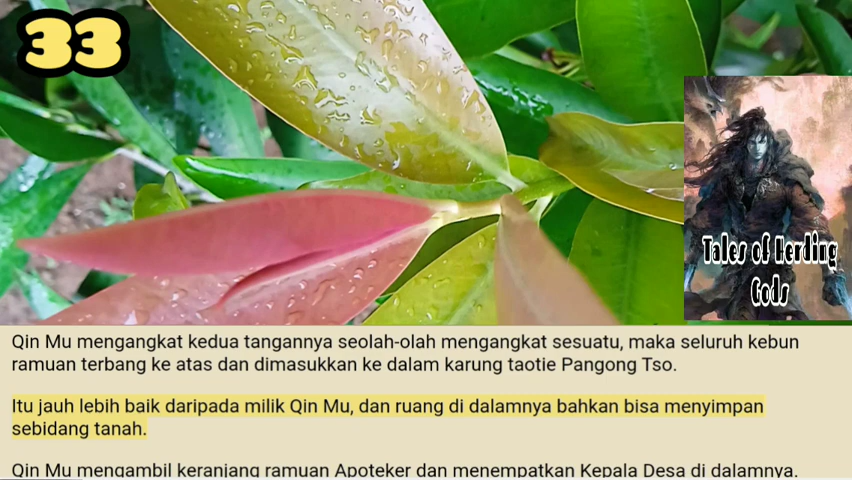 33
Tales of Herding
Gods
Qin Mu mengangkat kedua tangannya seolah-olah mengangkat sesuatu, maka seluruh kebun
ramuan terbang ke atas dan dimasukkan ke dalam karung taotie Pangong Tso.
Itu jauh lebih baik daripada milik Qin Mu, dan ruang di dalamnya bahkan bisa menyimpan
sebidang tanah.
Qin Mu mengambil keranjang ramuan Apoteker dan menempatkan Kepala Desa di dalamnya.